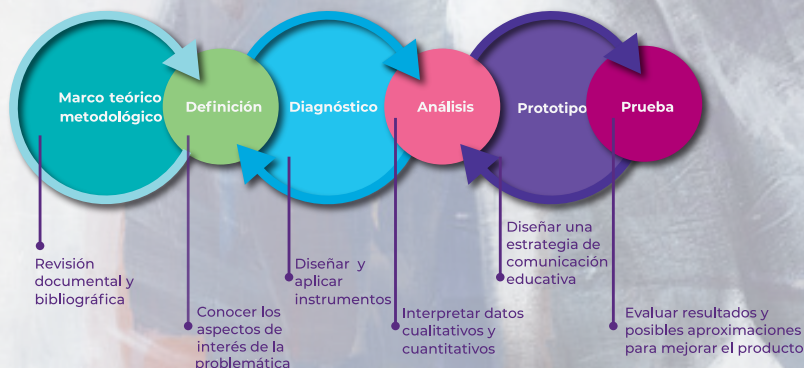 Marco teórico
metodológico
Definición
Diagnóstico
Análisis
Prototipo
Prueba
Revisión
documental y
bibliográfica
Conocer los
aspectos de
interés de la
problemática
Diseñar y
aplicar
instrumentos
Interpretar datos
cualitativos y
cuantitativos
Diseñar una
estrategia de
comunicación
educativa
Evaluar resultados y
posibles aproximaciones
para mejorar el producto